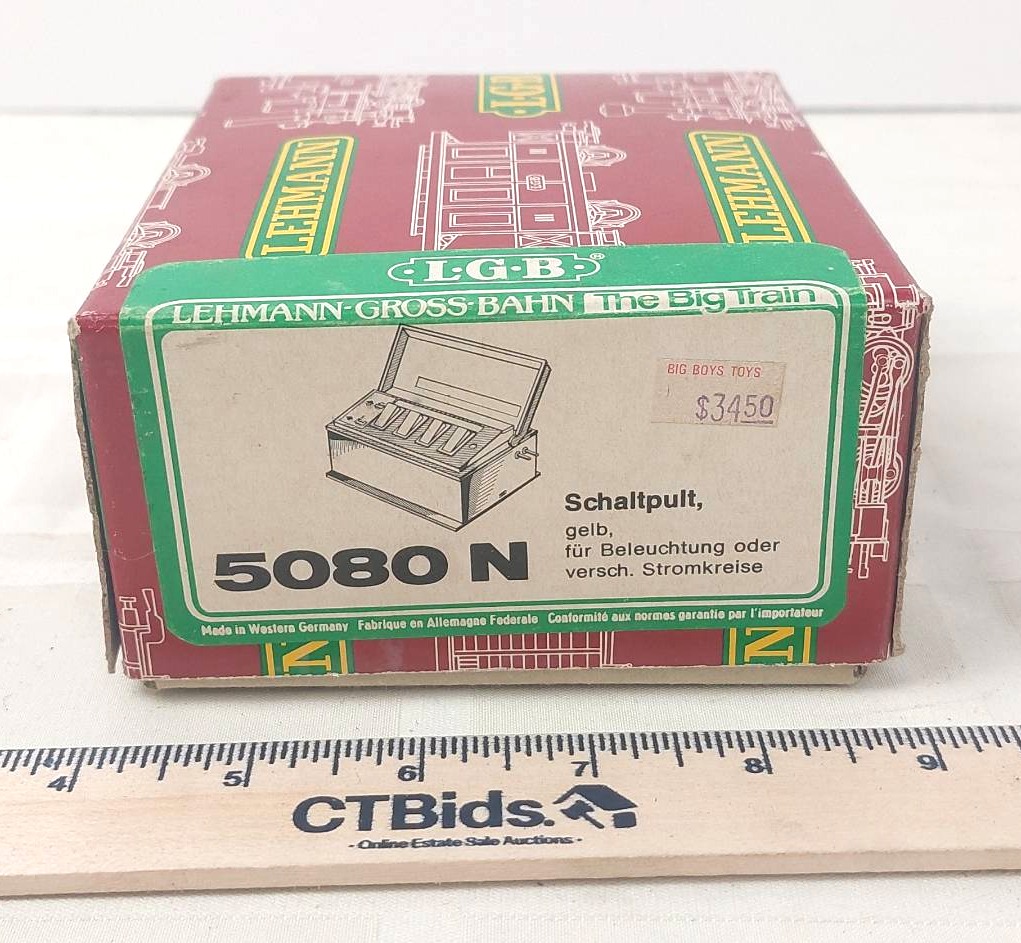 L·G·B
LEHMANN
LEHMANN
L·G·B
·L·G·B·®
LEHMANN-GROSS-BAHN The Big Train
BIG BOYS TOYS
$3450
Schaltpult,
gelb,
für Beleuchtung oder
versch. Stromkreise
5080 N
Made in Western Germany Fabrique en Allemagne Federale Conformité aux normes garantie par l'importateur
N
N
4 5 6 7 8 9
CTBids.
- Online Estate Sale Auctions -